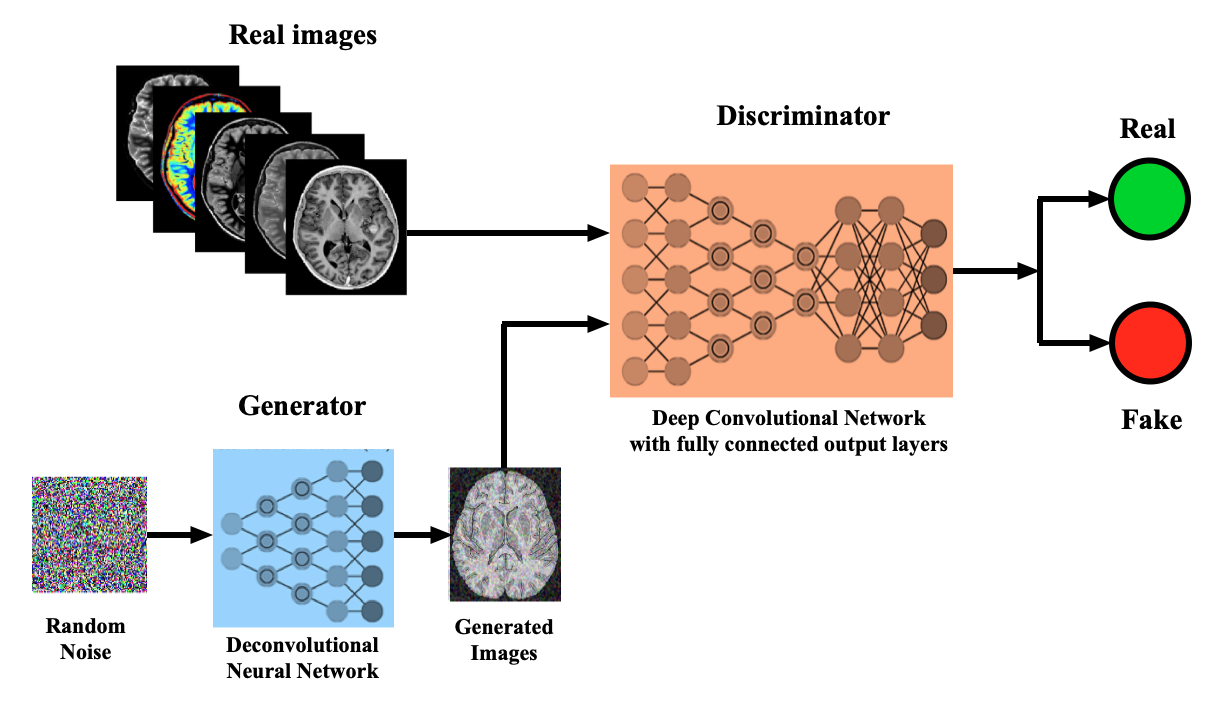 Real images
Discriminator
Real
Fake
Deep Convolutional Network
with fully connected output layers
Generator
Random
Noise
Deconvolutional
Neural Network
Generated
Images